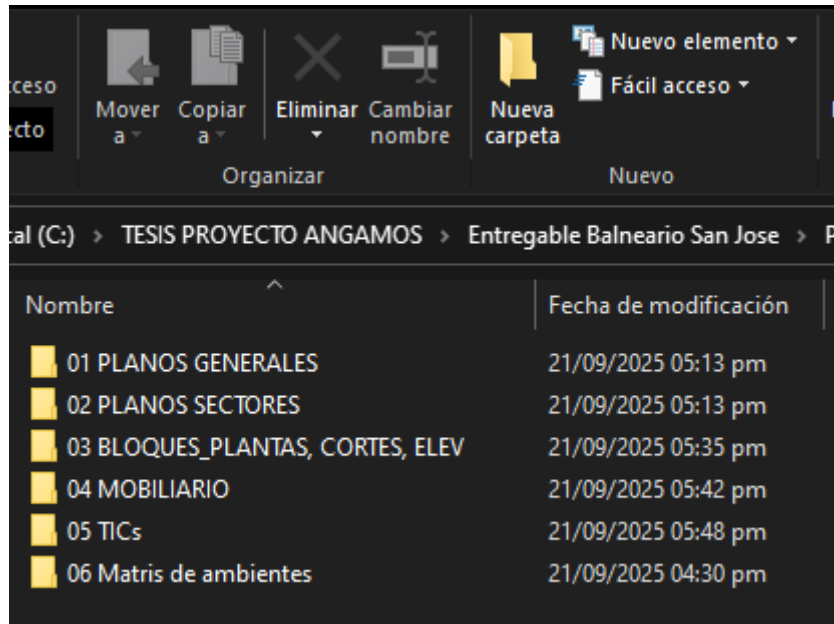 Nuevo elemento
Fácil acceso
Mover a
Copiar a
Eliminar
Cambiar nombre
Nueva carpeta
Organizar
Nuevo
(C:) > TESIS PROYECTO ANGAMOS > Entregable Balneario San Jose >
Nombre Fecha de modificación
01 PLANOS GENERALES 21/09/2025 05:13 pm
02 PLANOS SECTORES 21/09/2025 05:13 pm
03 BLOQUES_PLANTAS, CORTES, ELEV 21/09/2025 05:35 pm
04 MOBILIARIO 21/09/2025 05:42 pm
05 TICs 21/09/2025 05:48 pm
06 Matris de ambientes 21/09/2025 04:30 pm